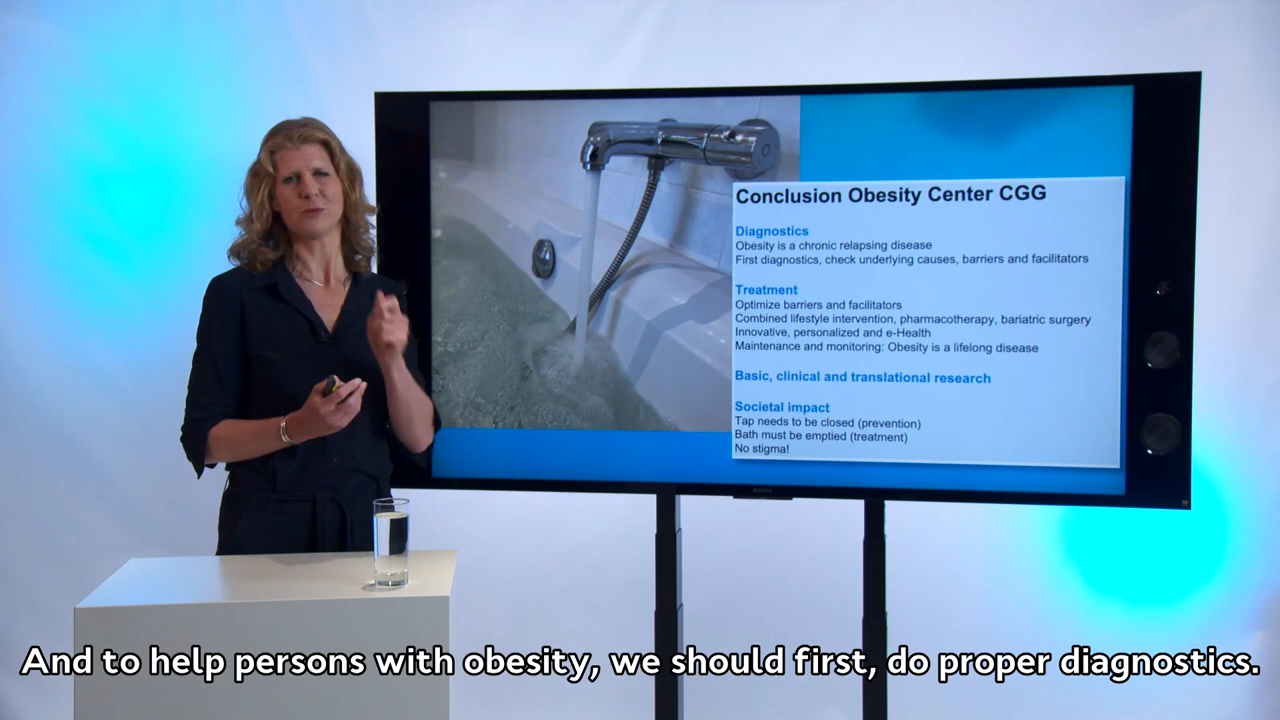 Conclusion Obesity Center CGG
Diagnostics
Obesity is a chronic relapsing disease
First diagnostics, check underlying causes, barriers and facilitators
Treatment
Optimize barriers and facilitators
Combined lifestyle intervention, pharmacotherapy, bariatric surgery
Innovative, personalized and e-Health
Maintenance and monitoring: Obesity is a lifelong disease
Basic, clinical and translational research
Societal impact
Tap needs to be closed (prevention)
Bath must be emptied (treatment)
No stigma!
SONY
And to help persons with obesity, we should first, do proper diagnostics.